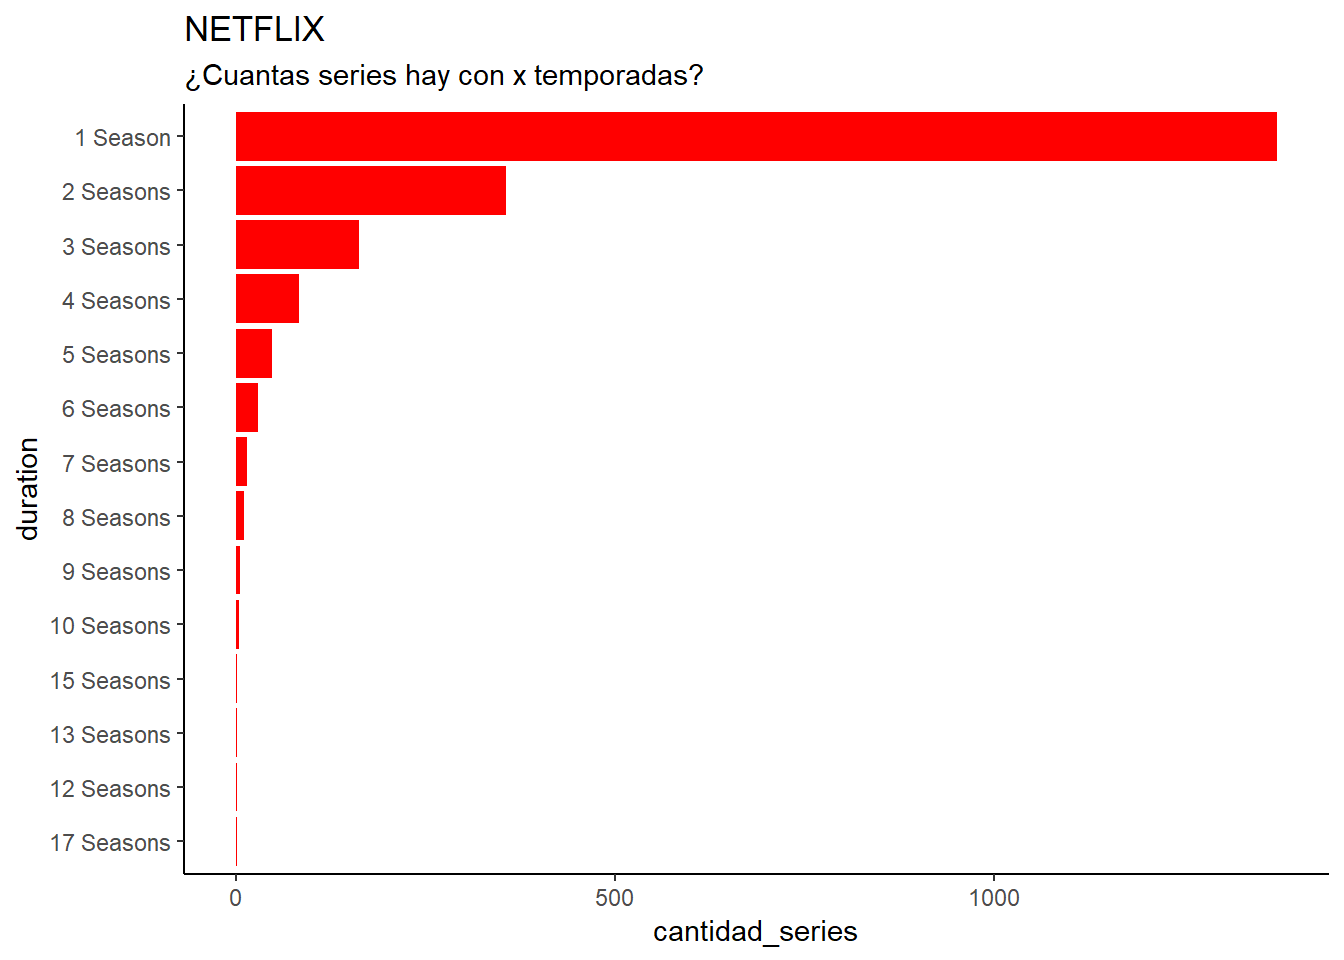 NETFLIX
¿Cuantas series hay con x temporadas?
1 Season
2 Seasons
3 Seasons
4 Seasons
5 Seasons
6 Seasons
7 Seasons
8 Seasons
9 Seasons
10 Seasons
15 Seasons
13 Seasons
12 Seasons
17 Seasons
duration
0 500 1000
cantidad_series